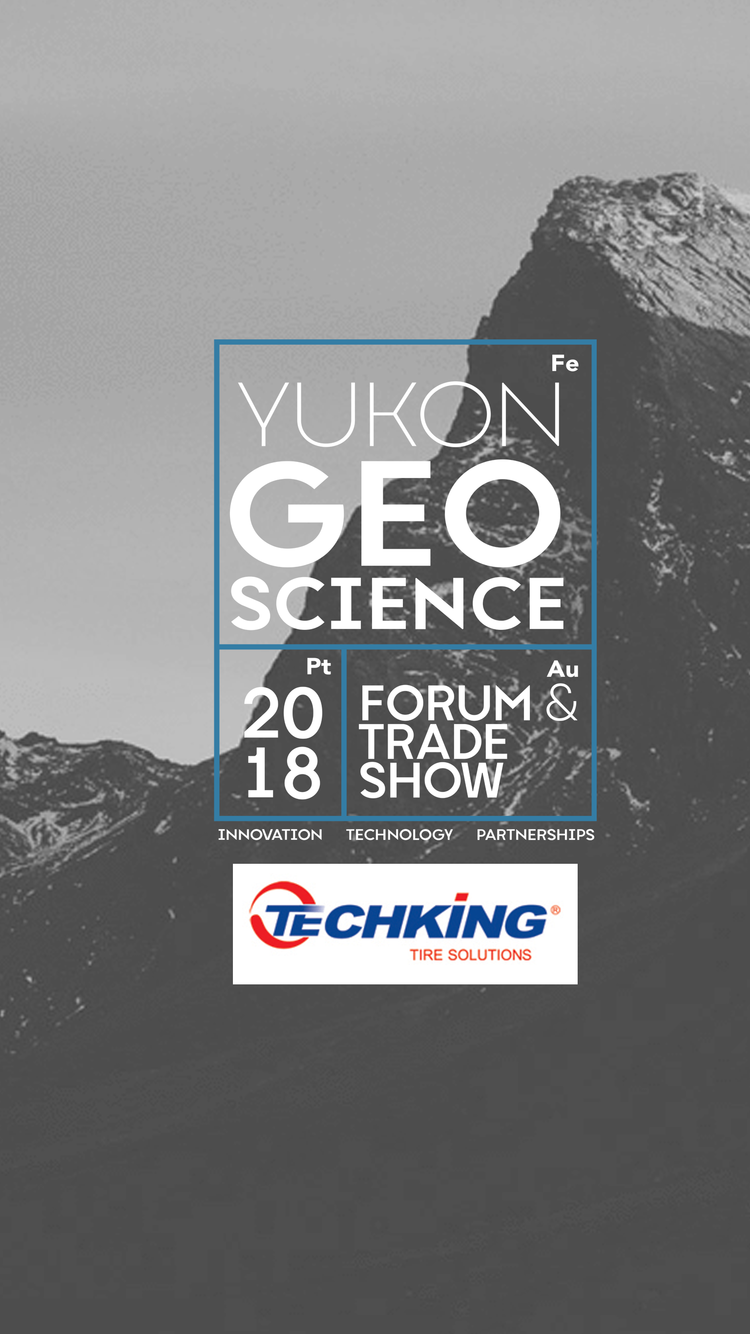 Fe
YUKON
GEO
SCIENCE
Pt
20
18
Au
FORUM &
TRADE
SHOW
INNOVATION TECHNOLOGY PARTNERSHIPS
TECHKING®
TIRE SOLUTIONS